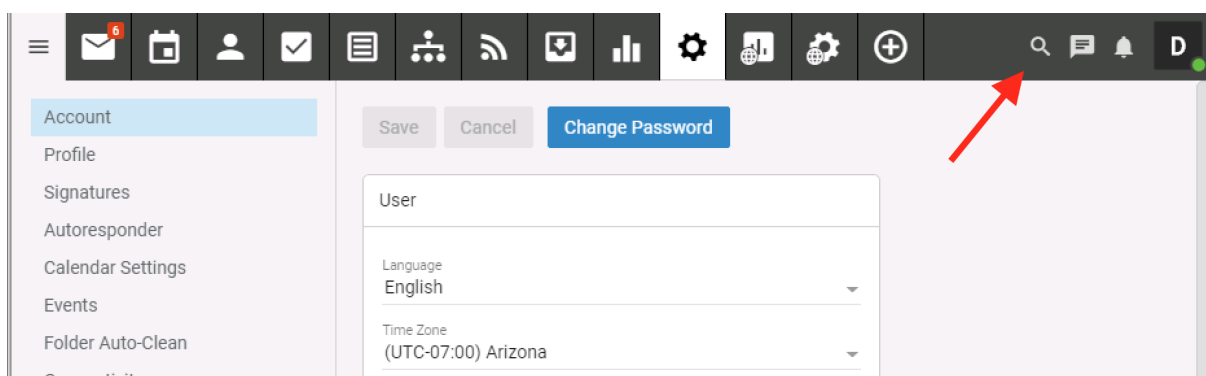 6
D
Account
Profile
Signatures
Autoresponder
Calendar Settings
Events
Folder Auto-Clean
Save Cancel Change Password
User
Language
English
Time Zone
(UTC-07:00) Arizona